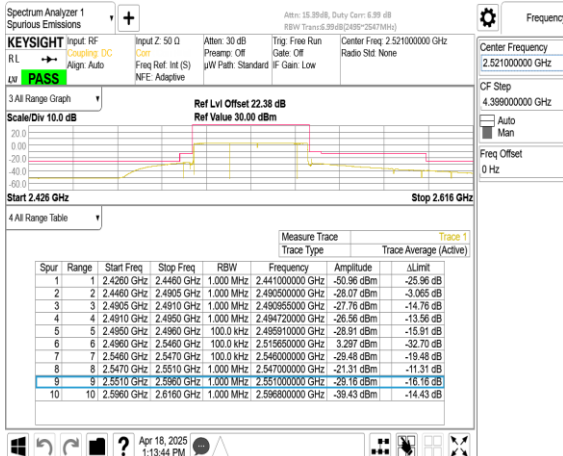 Spectrum Analyzer 1
Spurious Emissions
Attn: 15.39dB, Duty Corr: 6.99 dB
RBW Trans:6.99dB(2495~2547MHz)
Frequency
KEYSIGHT Input: RF Input Z: 50 Ω Atten: 30 dB Trig: Free Run Center Freq: 2.521000000 GHz
RL Coupling: DC Corr Preamp: Off Gate: Off Radio Std: None
Align: Auto Freq Ref: Int (S) µW Path: Standard IF Gain: Low
NFE: Adaptive
LXI PASS
Center Frequency
2.521000000 GHz
CF Step
4.399000000 GHz
Auto
Man
Freq Offset
0 Hz
3 All Range Graph
Scale/Div 10.0 dB
Ref Lvl Offset 22.38 dB
Ref Value 30.00 dBm
20.0
0.00
-20.0
-40.0
-60.0
Start 2.426 GHz Stop 2.616 GHz
4 All Range Table
Measure Trace Trace 1
Trace Type Trace Average (Active)
Spur Range Start Freq Stop Freq RBW Frequency Amplitude ΔLimit
1 1 2.4260 GHz 2.4460 GHz 1.000 MHz 2.441000000 GHz -50.96 dBm -25.96 dB
2 2 2.4460 GHz 2.4905 GHz 1.000 MHz 2.490500000 GHz -28.07 dBm -3.065 dB
3 3 2.4905 GHz 2.4910 GHz 1.000 MHz 2.490955000 GHz -27.76 dBm -14.76 dB
4 4 2.4910 GHz 2.4950 GHz 1.000 MHz 2.494720000 GHz -26.56 dBm -13.56 dB
5 5 2.4950 GHz 2.4960 GHz 100.0 kHz 2.495910000 GHz -28.91 dBm -15.91 dB
6 6 2.4960 GHz 2.5460 GHz 100.0 kHz 2.515650000 GHz 3.297 dBm -32.70 dB
7 7 2.5460 GHz 2.5470 GHz 100.0 kHz 2.546000000 GHz -29.48 dBm -19.48 dB
8 8 2.5470 GHz 2.5510 GHz 1.000 MHz 2.547000000 GHz -21.31 dBm -11.31 dB
9 9 2.5510 GHz 2.5960 GHz 1.000 MHz 2.551000000 GHz -29.16 dBm -16.16 dB
10 10 2.5960 GHz 2.6160 GHz 1.000 MHz 2.596800000 GHz -39.43 dBm -14.43 dB
Apr 18, 2025
1:13:44 PM